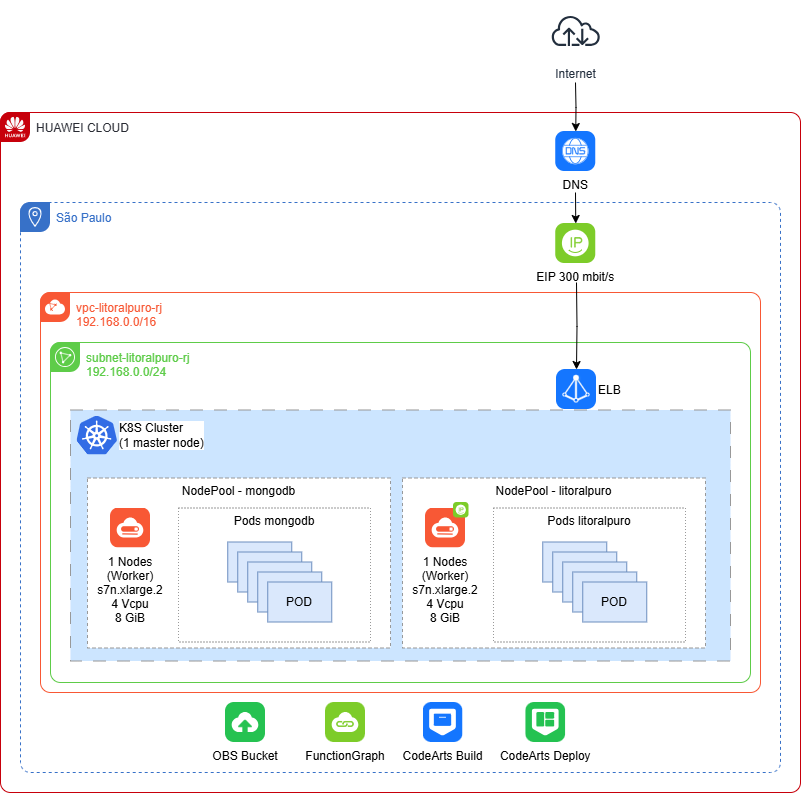 Internet
HUAWEI
HUAWEI CLOUD
DNS
DNS
São Paulo
IP
EIP 300 mbit/s
vpc-litoralpuro-rj
192.168.0.0/16
subnet-litoralpuro-rj
192.168.0.0/24
ELB
K8S Cluster
(1 master node)
NodePool - mongodb
1 Nodes
(Worker)
s7n.xlarge.2
4 Vcpu
8 GiB
Pods mongodb
POD
NodePool - litoralpuro
IP
1 Nodes
(Worker)
s7n.xlarge.2
4 Vcpu
8 GiB
Pods litoralpuro
POD
OBS Bucket
FunctionGraph
CodeArts Build
CodeArts Deploy